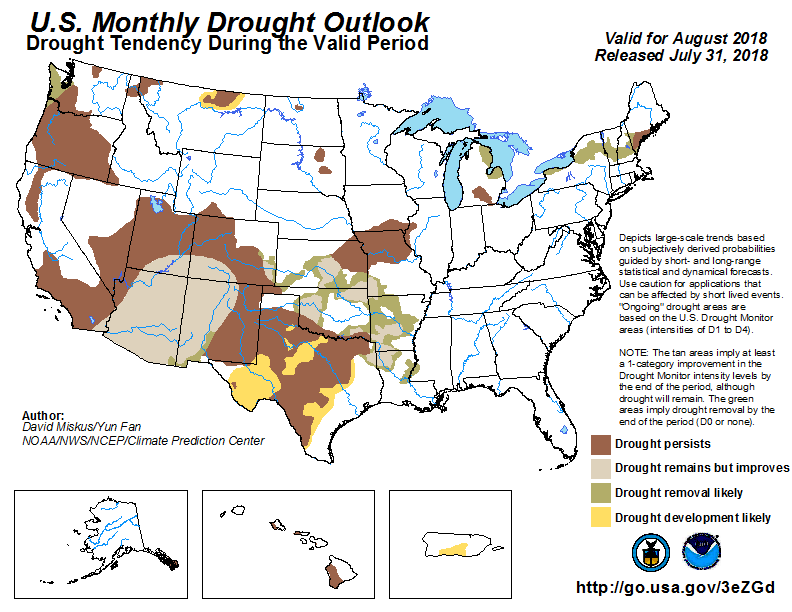 U.S. Monthly Drought Outlook
Drought Tendency During the Valid Period
Valid for August 2018
Released July 31, 2018
Depicts large-scale trends based
on subjectively derived probabilities
guided by short- and long-range
statistical and dynamical forecasts.
Use caution for applications that
can be affected by short lived events.
"Ongoing" drought areas are
based on the U.S. Drought Monitor
areas (intensities of D1 to D4).
NOTE: The tan areas imply at least
a 1-category improvement in the
Drought Monitor intensity levels by
the end of the period, although
drought will remain. The green
areas imply drought removal by the
end of the period (D0 or none).
Author:
David Miskus/Yun Fan
NOAA/NWS/NCEP/Climate Prediction Center
Drought persists
Drought remains but improves
Drought removal likely
Drought development likely
http://go.usa.gov/3eZGd